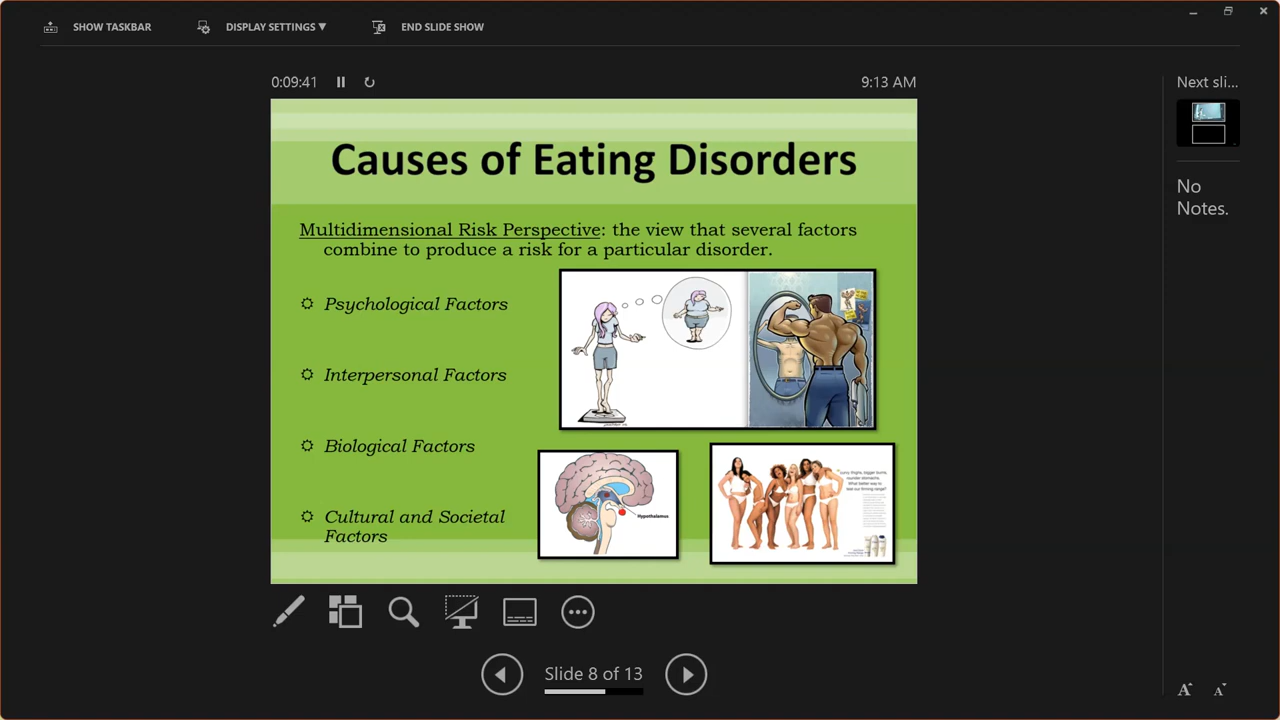 SHOW TASKBAR
DISPLAY SETTINGS ▼
END SLIDE SHOW
0:09:41
9:13 AM
Next sli...
Causes of Eating Disorders
Multidimensional Risk Perspective: the view that several factors
combine to produce a risk for a particular disorder.
Psychological Factors
Interpersonal Factors
Biological Factors
Cultural and Societal
Factors
Hypothalamus
No
Notes.
Slide 8 of 13